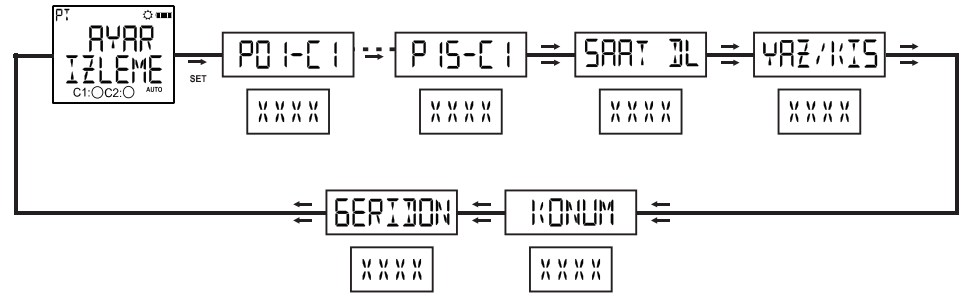 PT
AYAR
IZLEME
C1: C2: AUTO
SET
P01-C1
XXXX
P15-C1
XXXX
SAAT DL
XXXX
YAZ/KIS
XXXX
GERIDON
XXXX
KONUM
XXXX